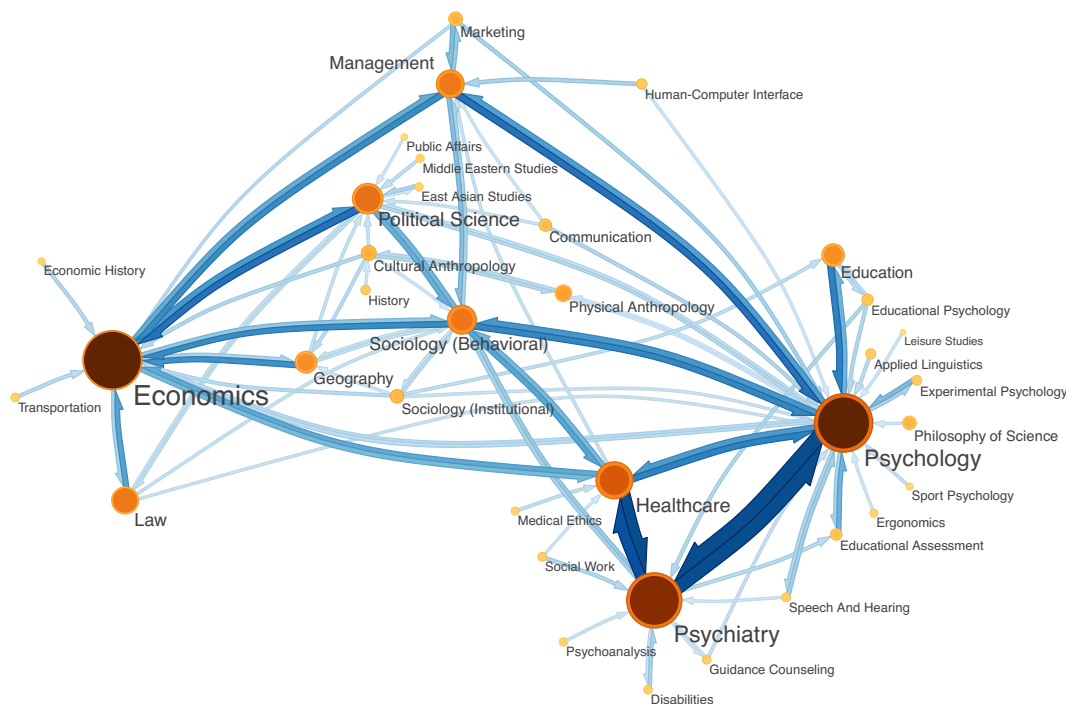 Marketing
Management
Human-Computer Interface
Public Affairs
Middle Eastern Studies
East Asian Studies
Political Science
Communication
Economic History
Cultural Anthropology
Education
History
Physical Anthropology
Educational Psychology
Leisure Studies
Sociology (Behavioral)
Applied Linguistics
Geography
Economics
Experimental Psychology
Transportation
Sociology (Institutional)
Philosophy of Science
Psychology
Sport Psychology
Healthcare
Law
Medical Ethics
Ergonomics
Educational Assessment
Social Work
Speech And Hearing
Psychiatry
Psychoanalysis
Guidance Counseling
Disabilities